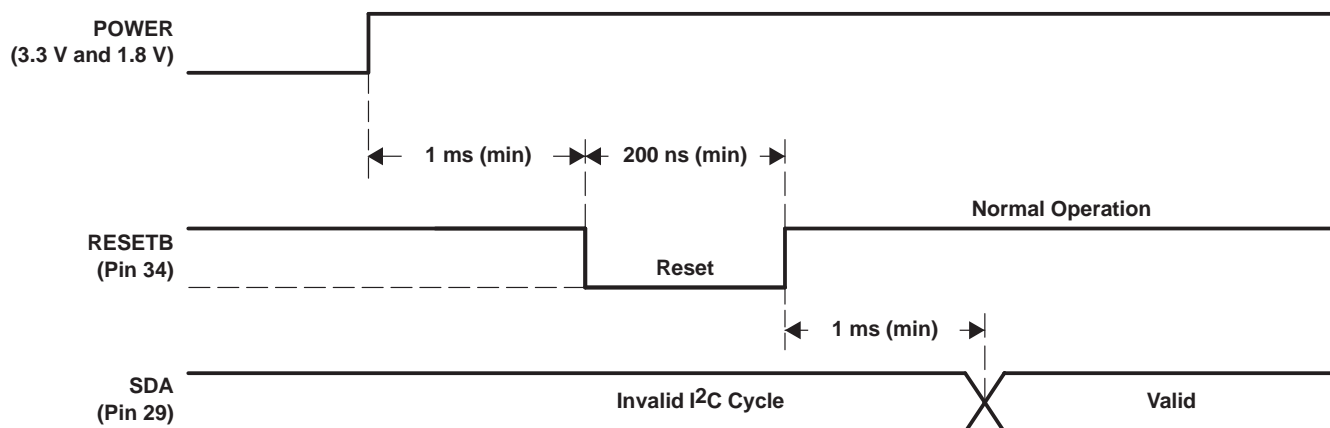 POWER
(3.3 V and 1.8 V)
1 ms (min)
200 ns (min)
Normal Operation
RESETB
(Pin 34)
Reset
1 ms (min)
SDA
(Pin 29)
Invalid I2C Cycle
Valid